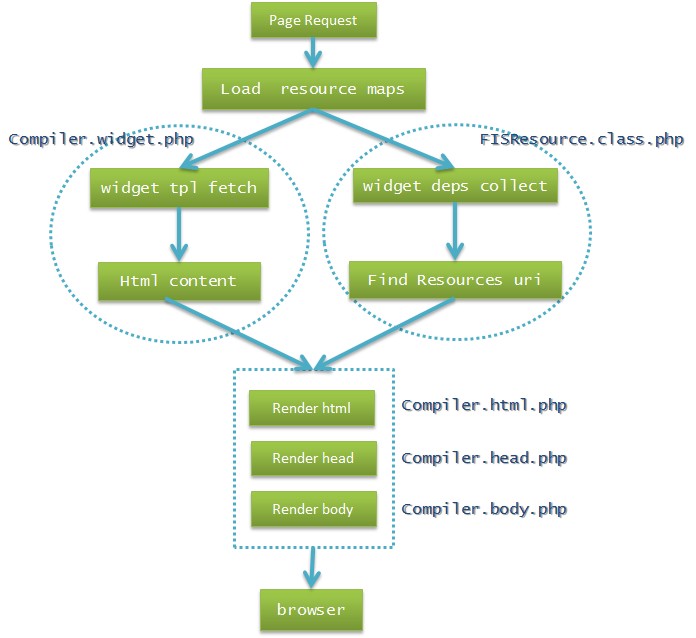 Page Request
Load resource maps
Compiler.widget.php
FISResource.class.php
widget tpl fetch
widget deps collect
Html content
Find Resources uri
Render html
Compiler.html.php
Render head
Compiler.head.php
Render body
Compiler.body.php
browser